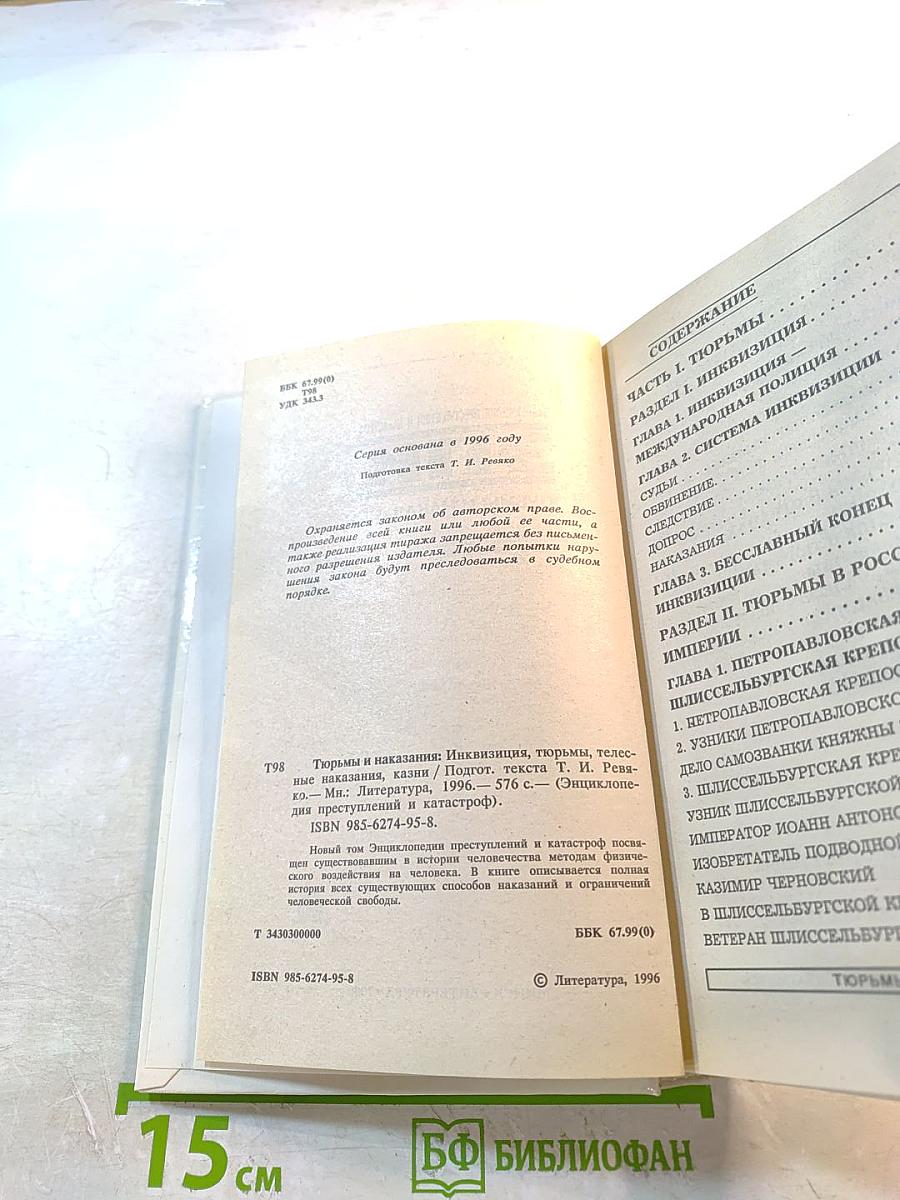 ББК 67.99(0)
Т98
УДК 343.3
Серия основана в 1996 году
Подготовка текста Т. И. Ревяко
Охраняется законом об авторском праве. Вос-
произведение всей книги или любой ее части, а
также реализация тиража запрещается без письмен-
ного разрешения издателя. Любые попытки нару-
шения закона будут преследоваться в судебном
порядке.
Т98 Тюрьмы и наказания: Инквизиция, тюрьмы, телес-
ные наказания, казни / Подгот. текста Т. И. Ревя-
ко.— Мн.: Литература, 1996.— 576 с.— (Энциклопе-
дия преступлений и катастроф).
ISBN 985-6274-95-8.
Новый том Энциклопедии преступлений и катастроф посвя-
щен существовавшим в истории человечества методам физиче-
ского воздействия на человека. В книге описывается полная
история всех существующих способов наказаний и ограничений
человеческой свободы.
Т 3430300000 ББК 67.99(0)
ISBN 985-6274-95-8 © Литература, 1996
СОДЕРЖАНИЕ
ЧАСТЬ I. ТЮРЬМЫ
РАЗДЕЛ I. ИНКВИЗИЦИЯ
ГЛАВА 1. ИНКВИЗИЦИЯ —
МЕЖДУНАРОДНАЯ ПОЛИЦИЯ
ГЛАВА 2. СИСТЕМА ИНКВИЗИЦИИ
СУДЬИ
ОБВИНЕНИЕ.
СЛЕДСТВИЕ
ДОПРОС
НАКАЗАНИЯ
ГЛАВА 3. БЕССЛАВНЫЙ КОНЕЦ
ИНКВИЗИЦИИ
РАЗДЕЛ II. ТЮРЬМЫ В РОСС
ИМПЕРИИ
ГЛАВА 1. ПЕТРОПАВЛОВСКАЯ
ШЛИССЕЛЬБУРГСКАЯ КРЕПО
1. ПЕТРОПАВЛОВСКАЯ КРЕПОС
2. УЗНИКИ ПЕТРОПАВЛОВСКО
ДЕЛО САМОЗВАНКИ КНЯЖНЫ
3. ШЛИССЕЛЬБУРГСКАЯ КРЕ
УЗНИК ШЛИССЕЛЬБУРГСКОЙ
ИМПЕРАТОР ИОАНН АНТОНО
ИЗОБРЕТАТЕЛЬ ПОДВОДНОЙ
КАЗИМИР ЧЕРНОВСКИЙ
В ШЛИССЕЛЬБУРГСКОЙ К
ВЕТЕРАН ШЛИССЕЛЬБУР
ТЮРЬМЫ
15 см
БФ БИБЛИОФАН